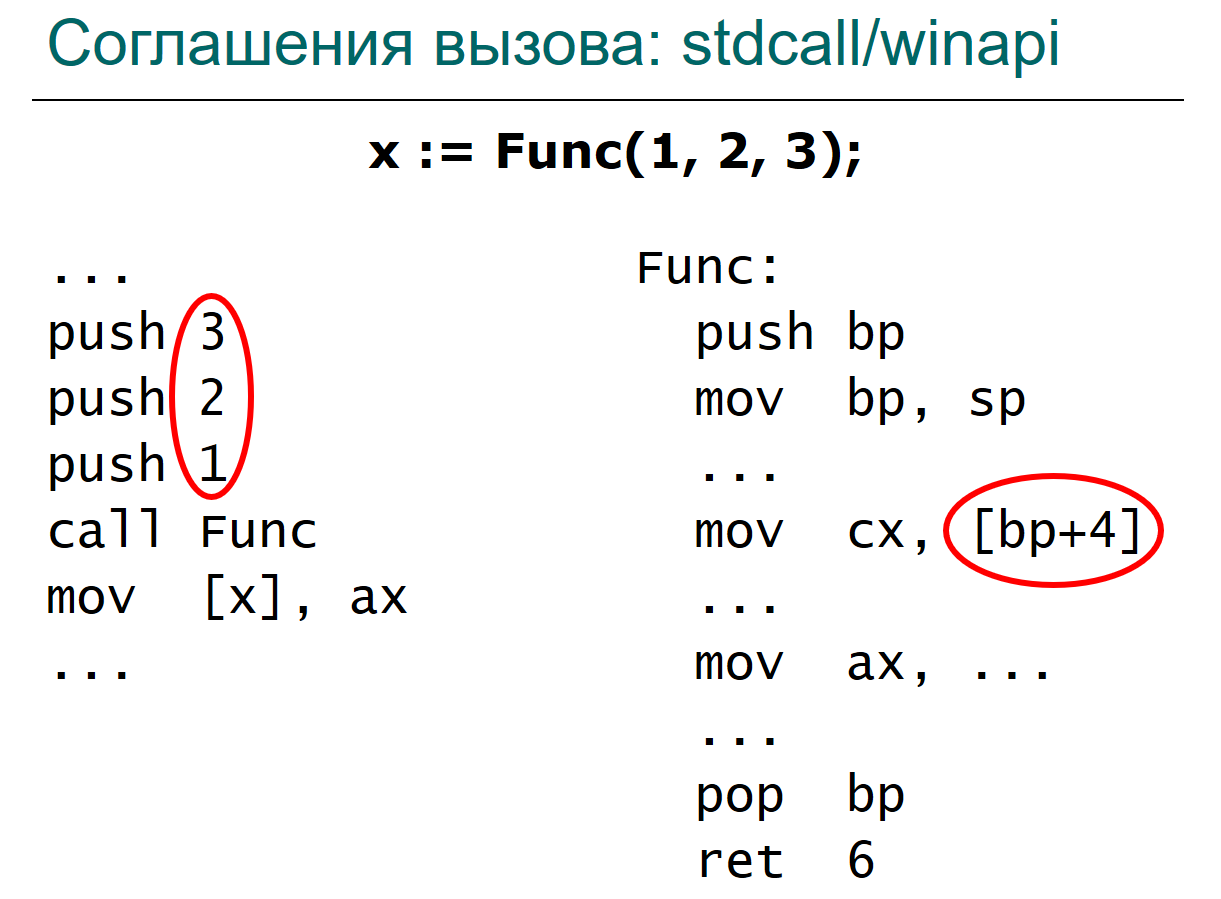 Соглашения вызова: stdcall/winapi
x := Func(1, 2, 3);
...
push 3
push 2
push 1
call Func
mov [x], ax
...
Func:
push bp
mov bp, sp
...
mov cx, [bp+4]
...
mov ax, ...
...
pop bp
ret 6